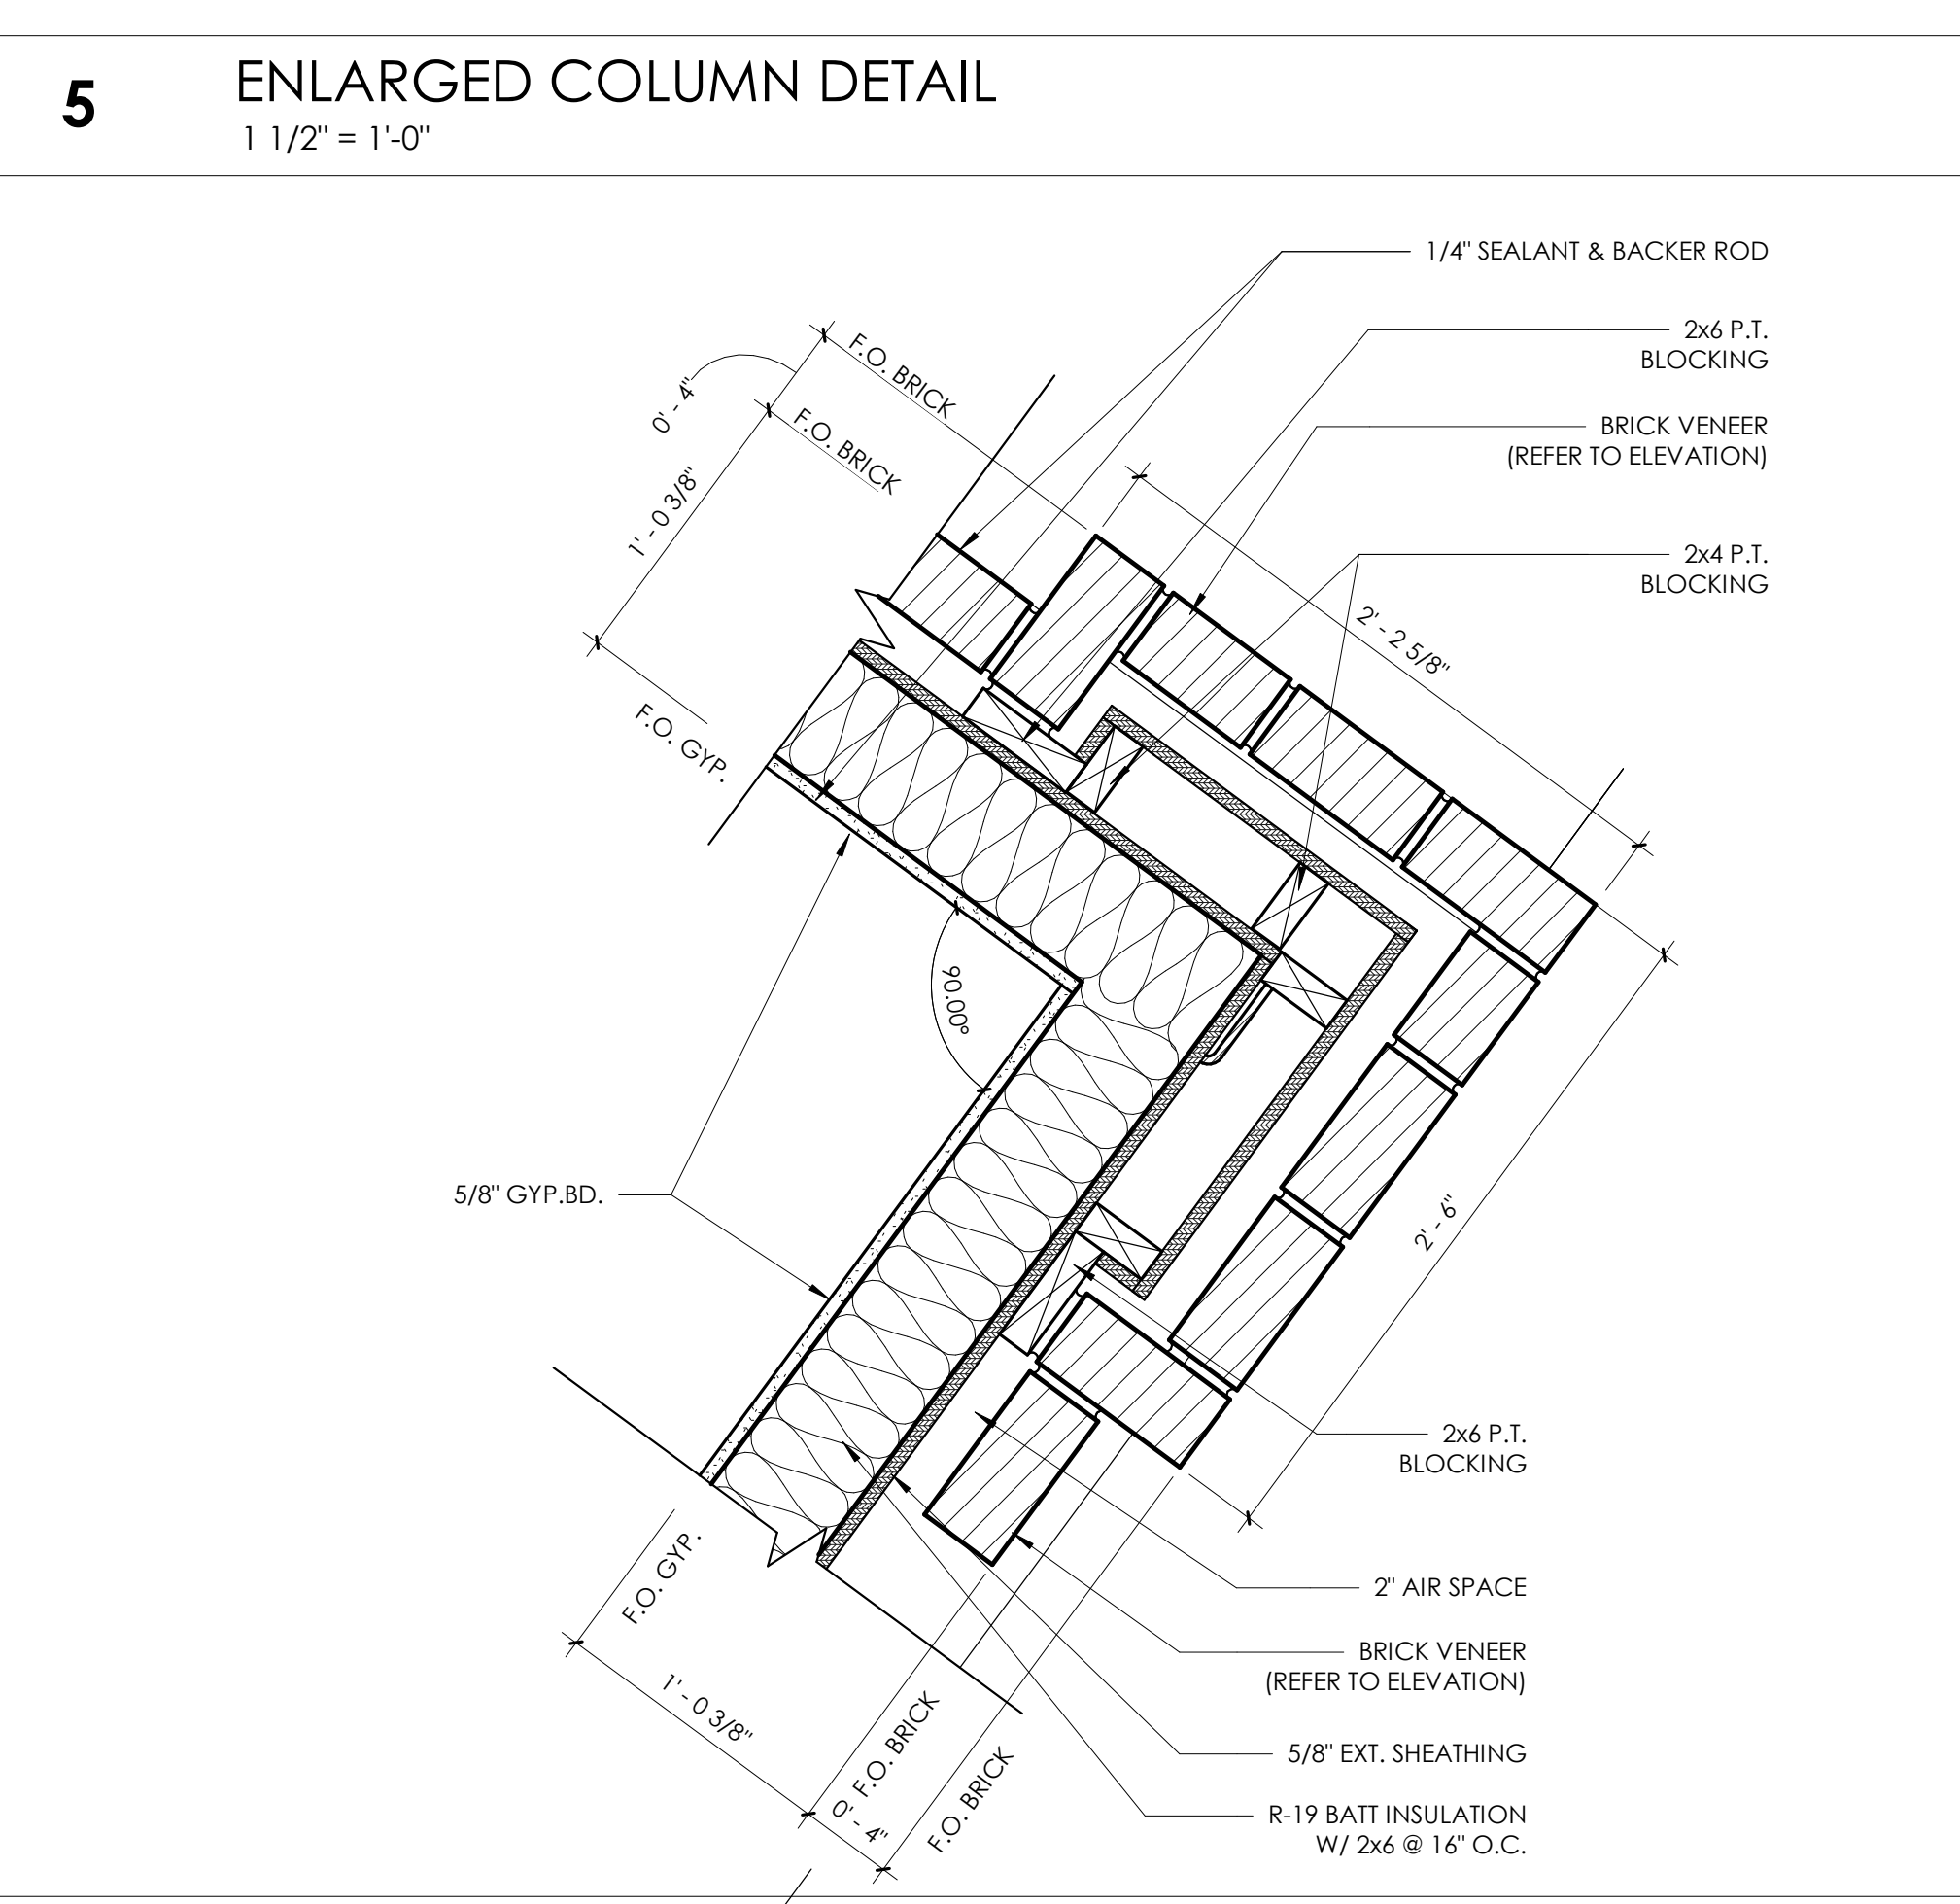 5
ENLARGED COLUMN DETAIL
1 1/2" = 1'-0"
1/4" SEALANT & BACKER ROD
2x6 P.T.
BLOCKING
BRICK VENEER
(REFER TO ELEVATION)
2x4 P.T.
BLOCKING
F.O. BRICK
0' - 4"
F.O. BRICK
1' - 0 3/8"
F.O. GYP.
2' - 2 5/8"
90.00°
5/8" GYP.BD.
2' - 6"
2x6 P.T.
BLOCKING
2" AIR SPACE
BRICK VENEER
(REFER TO ELEVATION)
5/8" EXT. SHEATHING
R-19 BATT INSULATION
W/ 2x6 @ 16" O.C.
F.O. GYP.
1' - 0 3/8"
F.O. BRICK
0' - 4"
F.O. BRICK